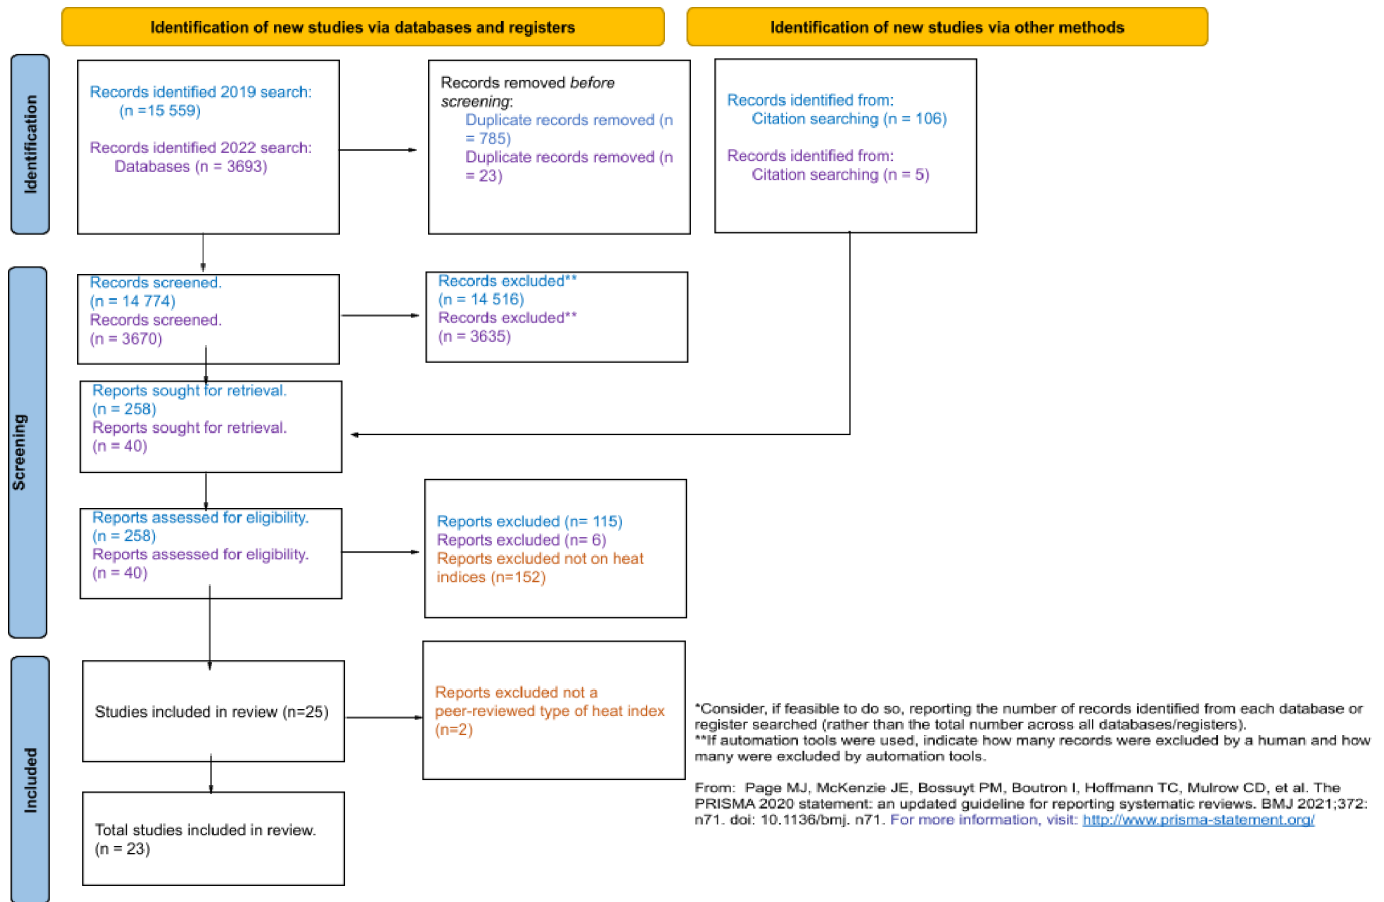 Identification of new studies via databases and registers
Identification of new studies via other methods
Identification
Records identified 2019 search:
(n =15 559)
Records identified 2022 search:
Databases (n = 3693)
Records removed before
screening:
Duplicate records removed (n
= 785)
Duplicate records removed (n
= 23)
Records identified from:
Citation searching (n = 106)
Records identified from:
Citation searching (n = 5)
Screening
Records screened.
(n = 14 774)
Records screened.
(n = 3670)
Records excluded**
(n = 14 516)
Records excluded**
(n = 3635)
Reports sought for retrieval.
(n = 258)
Reports sought for retrieval.
(n = 40)
Reports assessed for eligibility.
(n = 258)
Reports assessed for eligibility.
(n = 40)
Reports excluded (n= 115)
Reports excluded (n= 6)
Reports excluded not on heat
indices (n=152)
Included
Studies included in review (n=25)
Reports excluded not a
peer-reviewed type of heat index
(n=2)
Total studies included in review.
(n = 23)
*Consider, if feasible to do so, reporting the number of records identified from each database or
register searched (rather than the total number across all databases/registers).
**If automation tools were used, indicate how many records were excluded by a human and how
many were excluded by automation tools.
From: Page MJ, McKenzie JE, Bossuyt PM, Boutron I, Hoffmann TC, Mulrow CD, et al. The
PRISMA 2020 statement: an updated guideline for reporting systematic reviews. BMJ 2021;372:
n71. doi: 10.1136/bmj. n71. For more information, visit: http://www.prisma-statement.org/